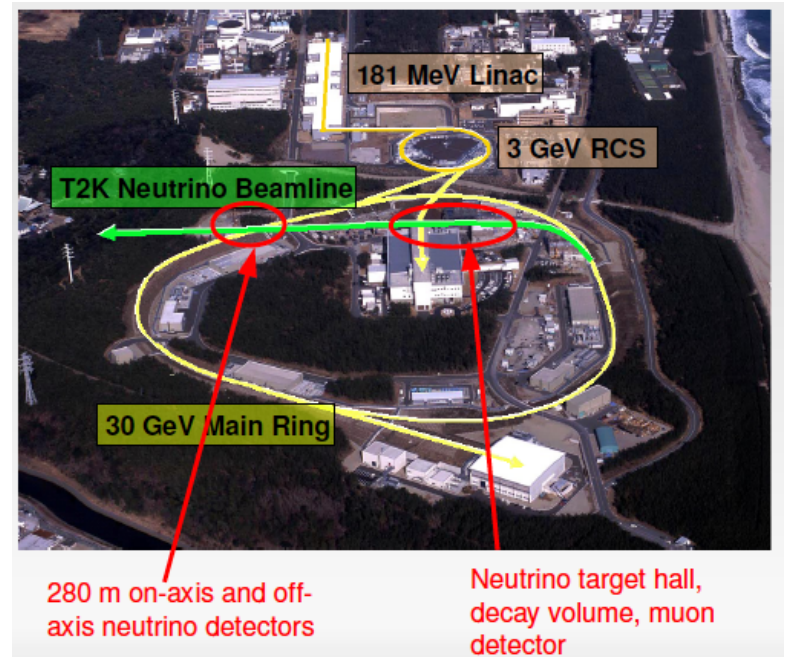 181 MeV Linac
3 GeV RCS
T2K Neutrino Beamline
30 GeV Main Ring
280 m on-axis and off-
axis neutrino detectors
Neutrino target hall,
decay volume, muon
detector